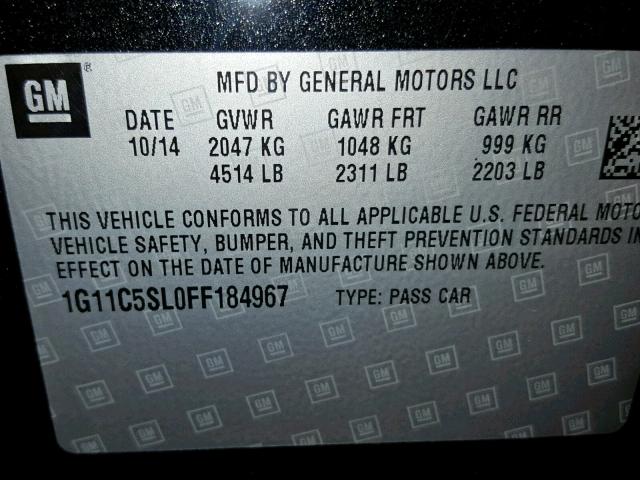 GM ®
MFD BY GENERAL MOTORS LLC
DATE GVWR GAWR FRT GAWR RR
10/14 2047 KG 1048 KG 999 KG
4514 LB 2311 LB 2203 LB
THIS VEHICLE CONFORMS TO ALL APPLICABLE U.S. FEDERAL MOTO
VEHICLE SAFETY, BUMPER, AND THEFT PREVENTION STANDARDS IN
EFFECT ON THE DATE OF MANUFACTURE SHOWN ABOVE.
1G11C5SL0FF184967 TYPE: PASS CAR